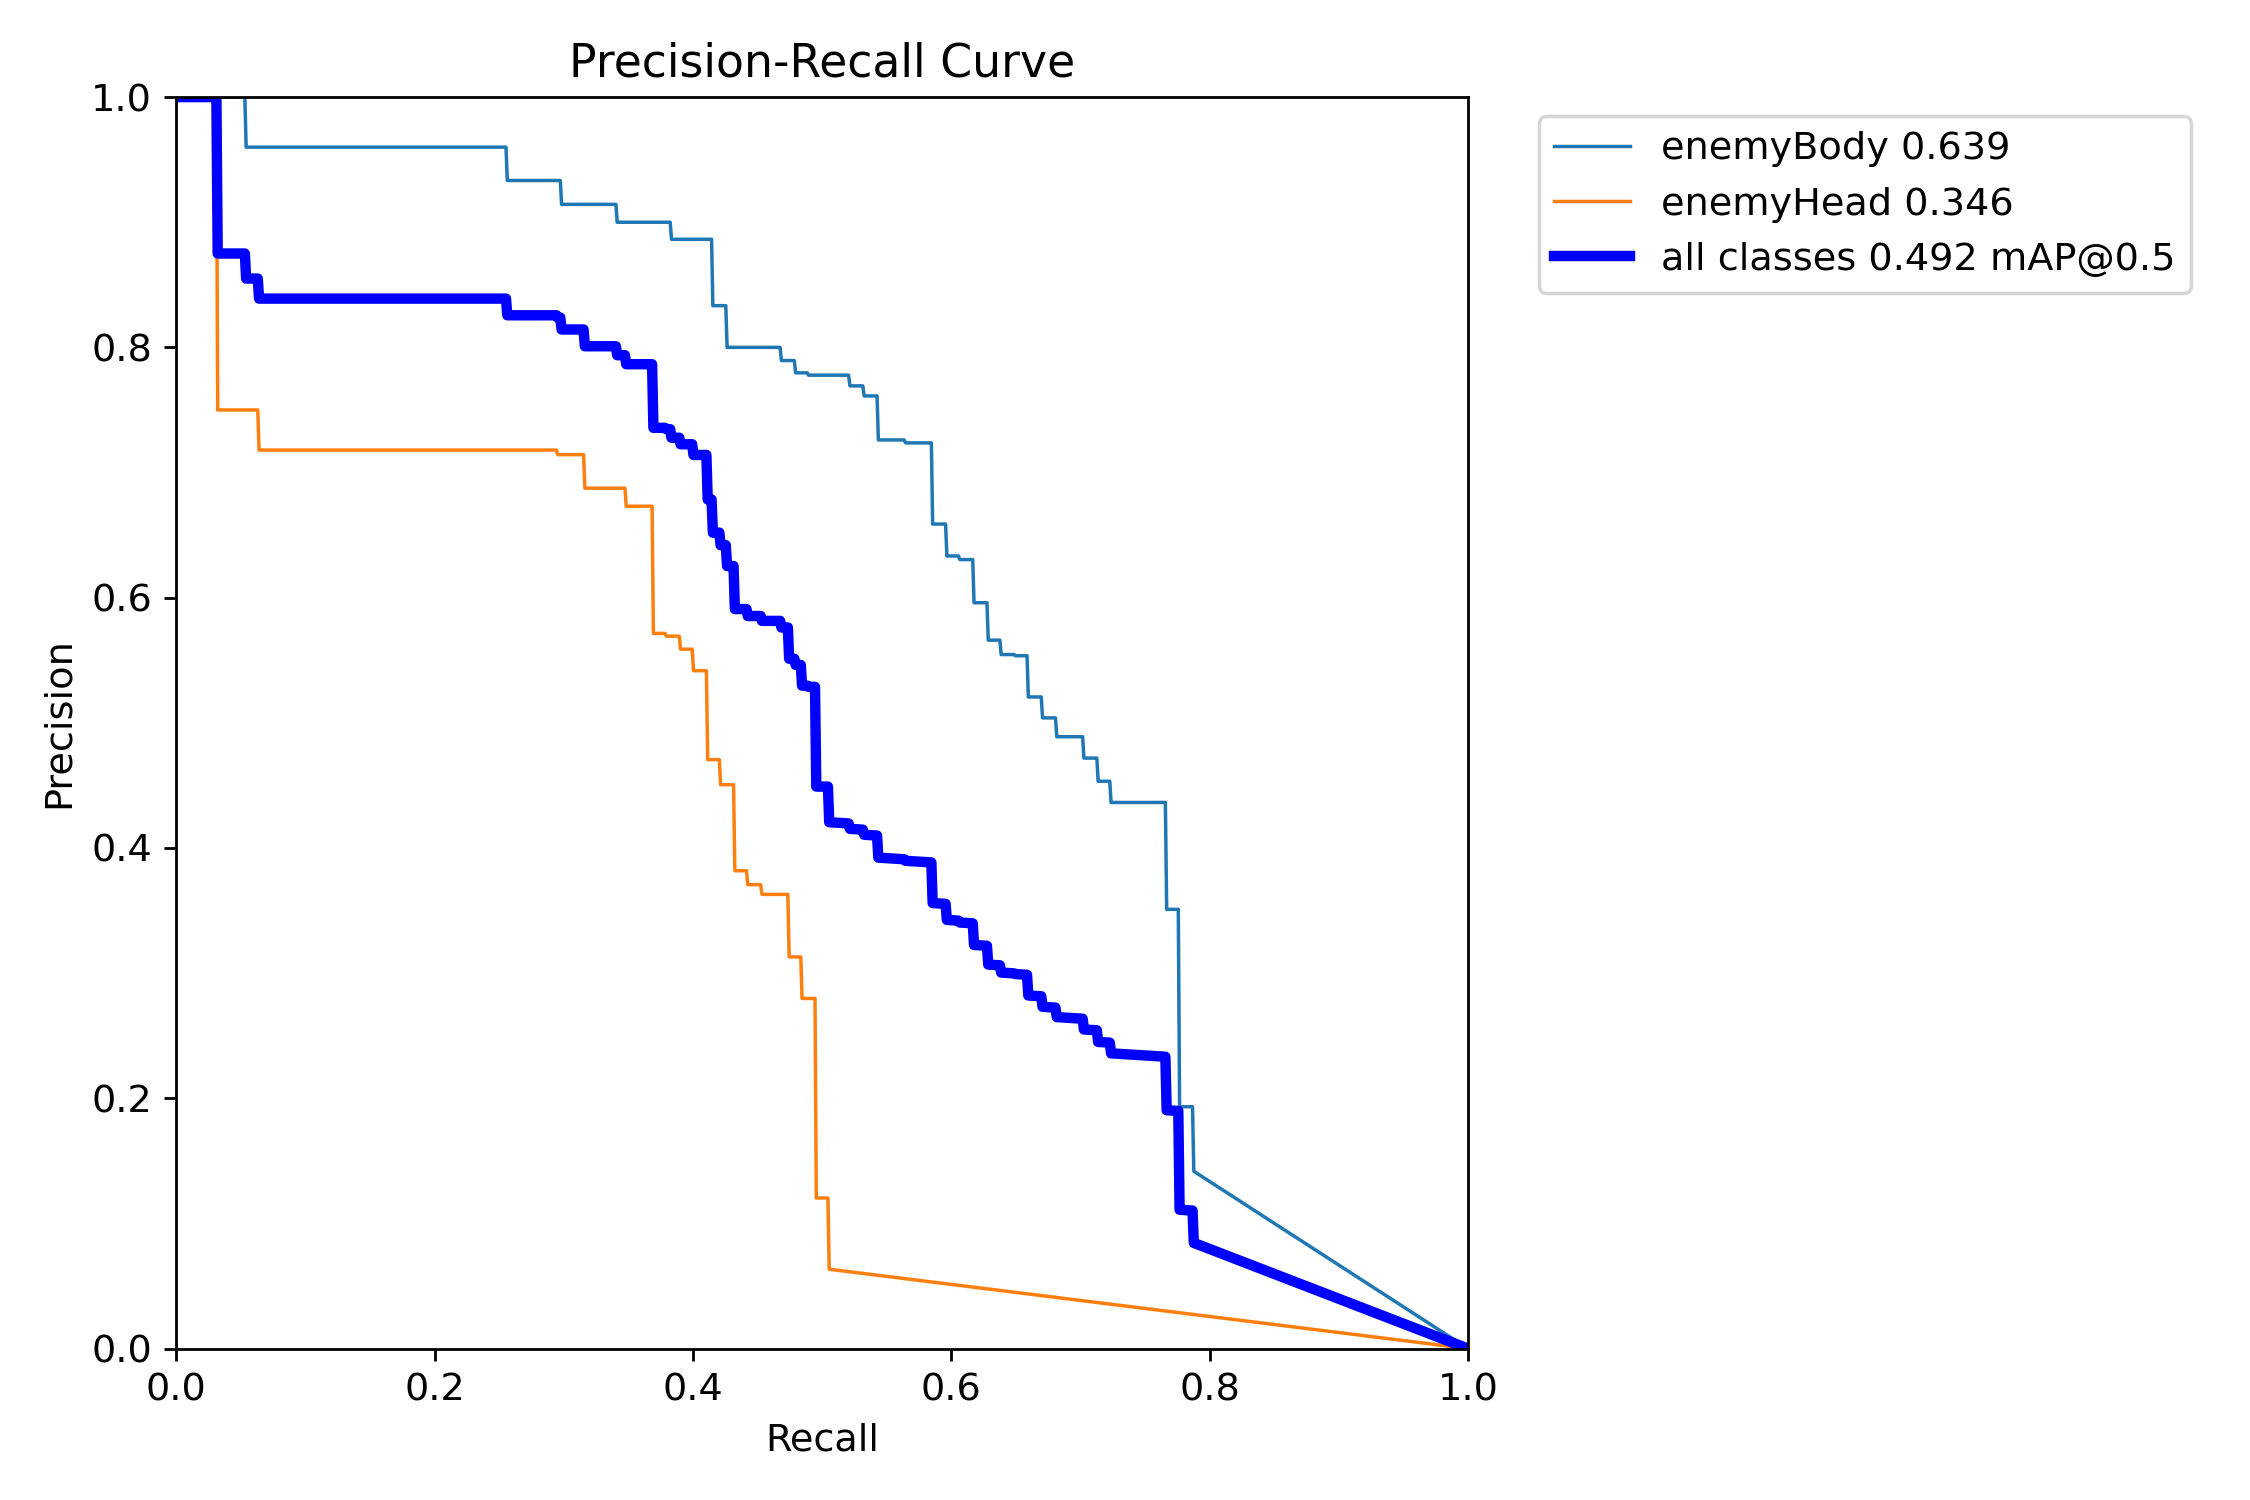 Precision-Recall Curve
1.0
0.8
0.6
0.4
0.2
0.0
Precision
0.0 0.2 0.4 0.6 0.8 1.0
Recall
enemyBody 0.639
enemyHead 0.346
all classes 0.492 mAP@0.5